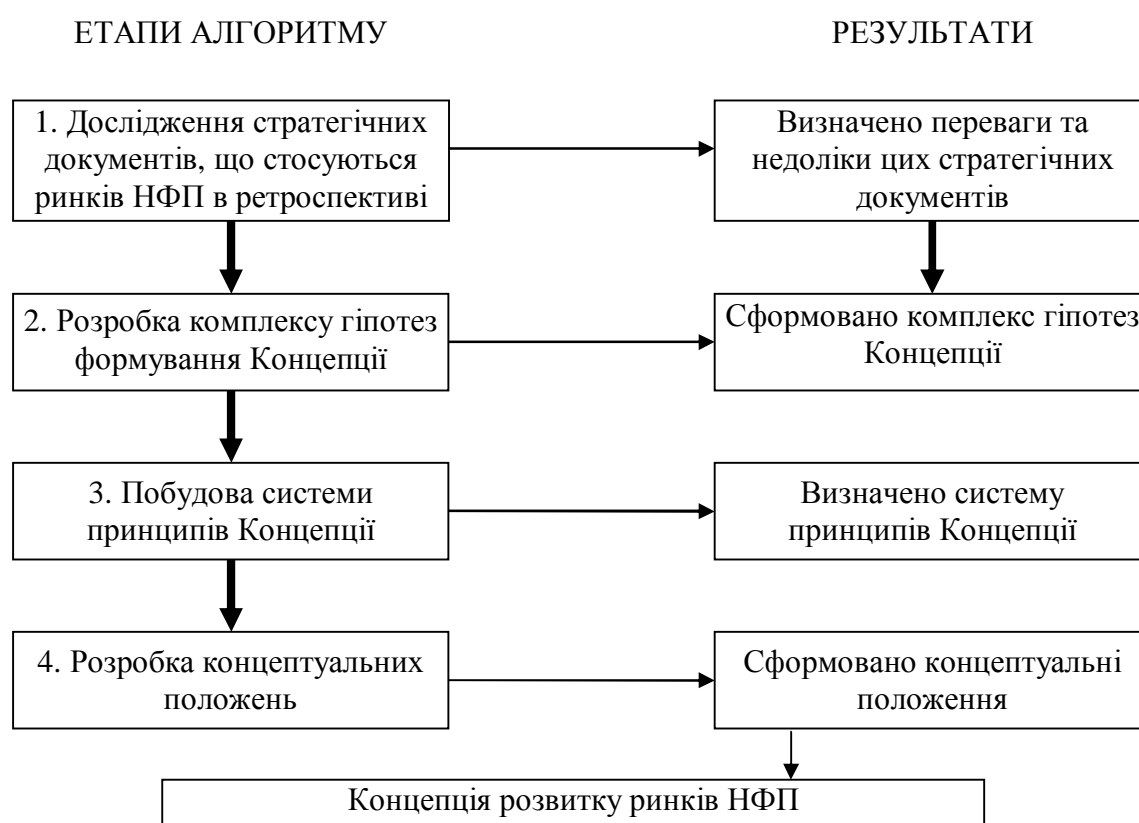 ЕТАПИ АЛГОРИТМУ
РЕЗУЛЬТАТИ
1. Дослідження стратегічних
документів, що стосуються
ринків НФП в ретроспективі
Визначено переваги та
недоліки цих стратегічних
документів
2. Розробка комплексу гіпотез
формування Концепції
Сформовано комплекс гіпотез
Концепції
3. Побудова системи
принципів Концепції
Визначено систему
принципів Концепції
4. Розробка концептуальних
положень
Сформовано концептуальні
положення
Концепція розвитку ринків НФП